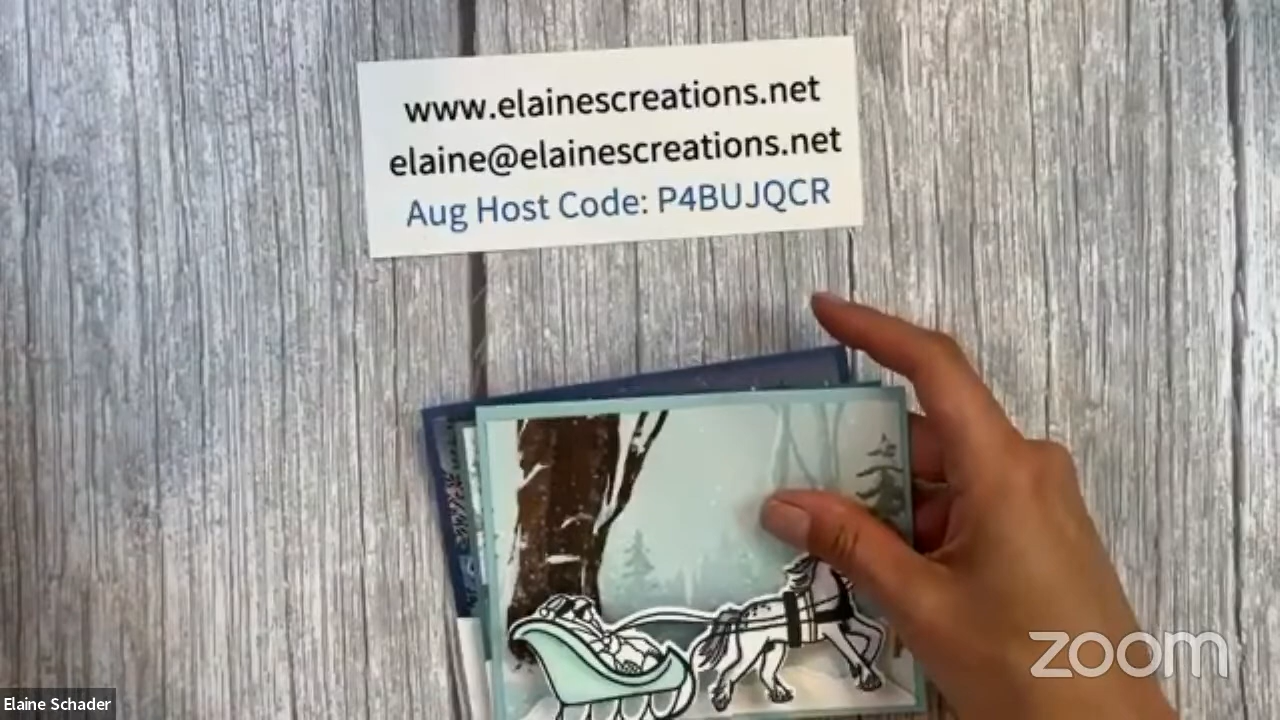 www.elainescreations.net
elaine@elainescreations.net
Aug Host Code: P4BUJQCR
zoom
Elaine Schader